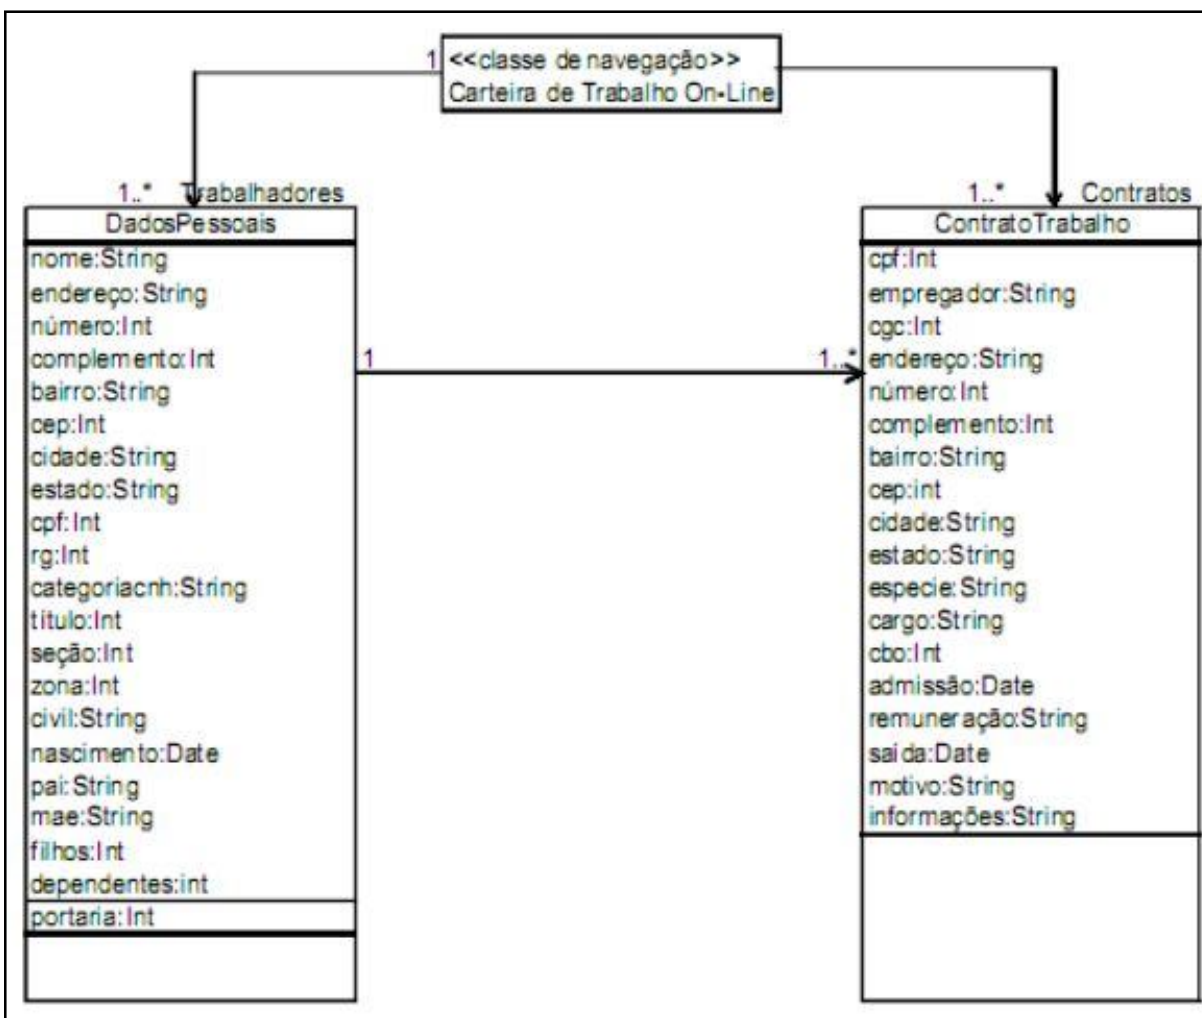 1 <<classe de navegação>>
Carteira de Trabalho On-Line
1..* Trabalhadores
DadosPessoais
nome:String
endereço:String
número:Int
complemento:Int
bairro:String
cep:Int
cidade:String
estado:String
cpf:Int
rg:Int
categoriacnh:String
título:Int
seção:Int
zona:Int
civil:String
nascimento:Date
pai:String
mae:String
filhos:Int
dependentes:int
portaria:Int
1
1..*
1..* Contratos
ContratoTrabalho
cpf:Int
empregador:String
cgc:Int
endereço:String
número:Int
complemento:Int
bairro:String
cep:int
cidade:String
estado:String
especie:String
cargo:String
cbo:Int
admissão:Date
remuneração:String
saida:Date
motivo:String
informações:String